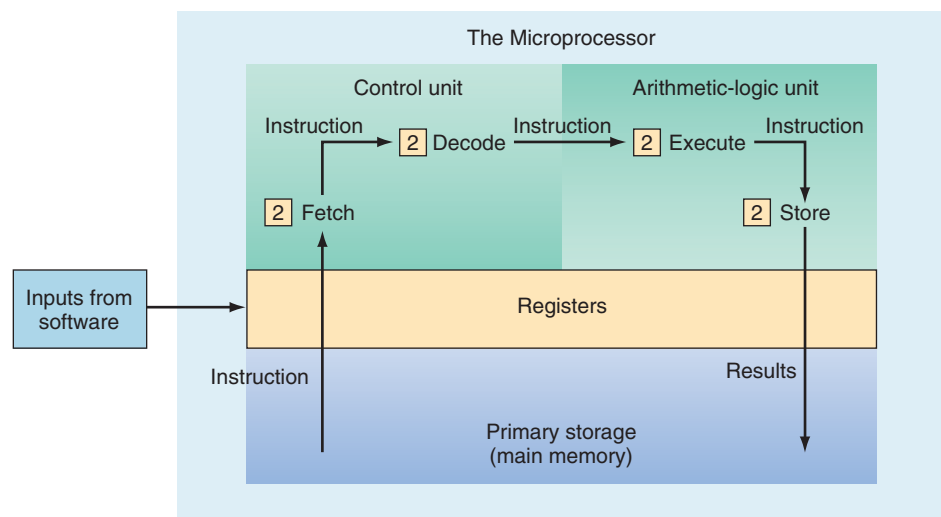 The Microprocessor
Control unit
Arithmetic-logic unit
Instruction
2 Decode
Instruction
2 Execute
Instruction
2 Fetch
2 Store
Inputs from
software
Registers
Instruction
Results
Primary storage
(main memory)